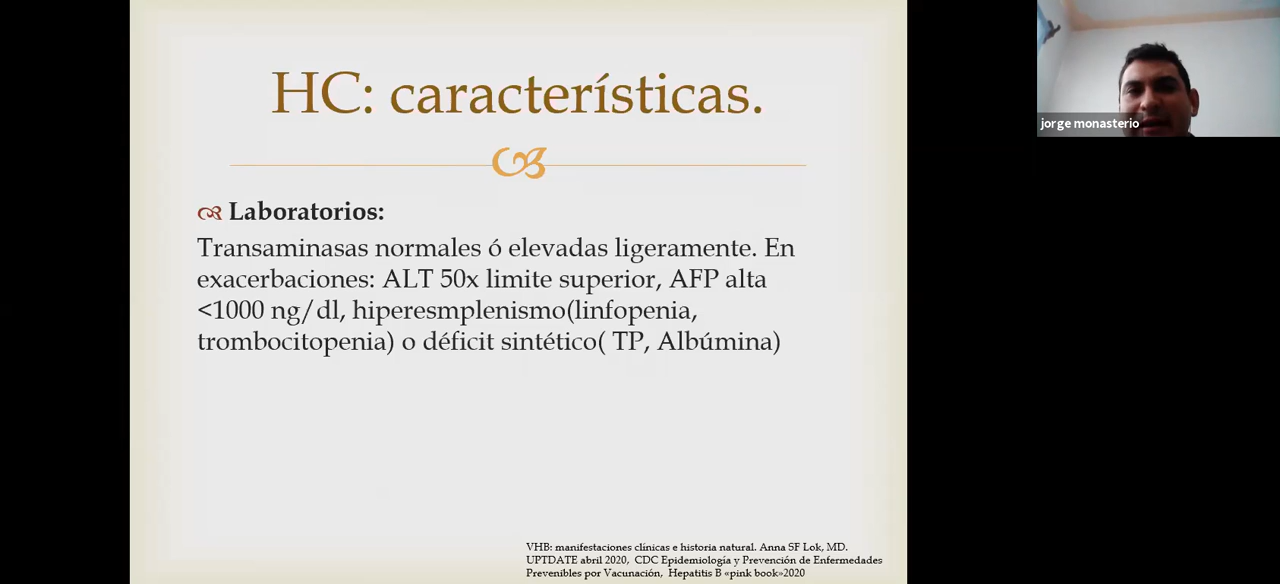 HC: características.
Laboratorios:
Transaminasas normales ó elevadas ligeramente. En
exacerbaciones: ALT 50x limite superior, AFP alta
<1000 ng/dl, hiperesmplenismo(linfopenia,
trombocitopenia) o déficit sintético( TP, Albúmina)
VHB: manifestaciones clínicas e historia natural. Anna SF Lok, MD.
UPTDATE abril 2020, CDC Epidemiología y Prevención de Enfermedades
Prevenibles por Vacunación, Hepatitis B «pink book»2020
jorge monasterio